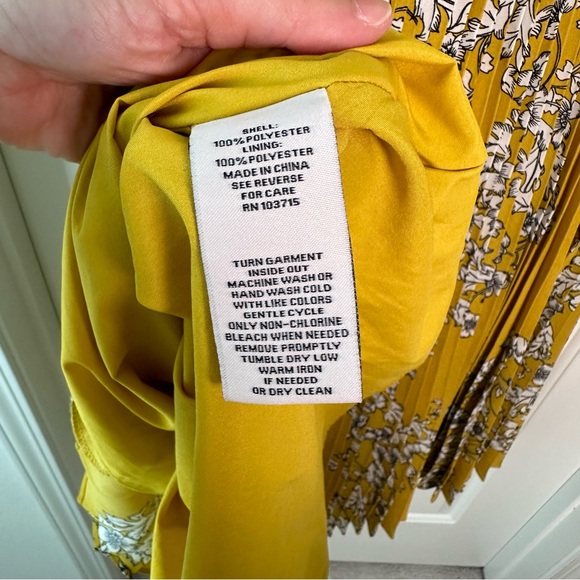 SHELL:
100% POLYESTER
LINING:
100% POLYESTER
MADE IN CHINA
SEE REVERSE
FOR CARE
RN 103715
TURN GARMENT
INSIDE OUT
MACHINE WASH OR
HAND WASH COLD
WITH LIKE COLORS
GENTLE CYCLE
ONLY NON-CHLORINE
BLEACH WHEN NEEDED
REMOVE PROMPTLY
TUMBLE DRY LOW
WARM IRON
IF NEEDED
OR DRY CLEAN